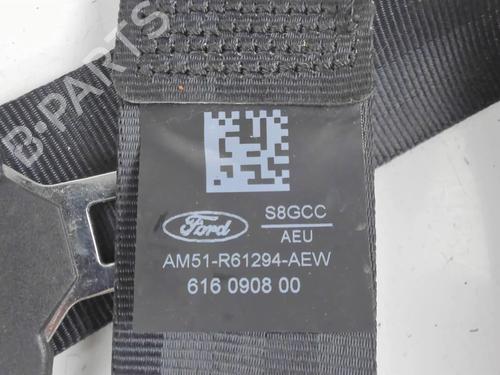 B-PARTS
Ford
S8GCC
AEU
AM51-R61294-AEW
616 0908 00